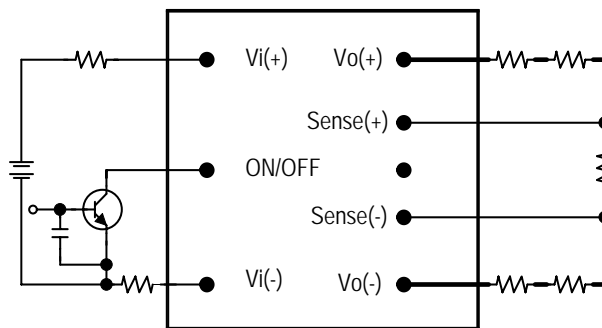 Vi(+) Vo(+)
Sense(+)
ON/OFF
Sense(-)
Vi(-) Vo(-)